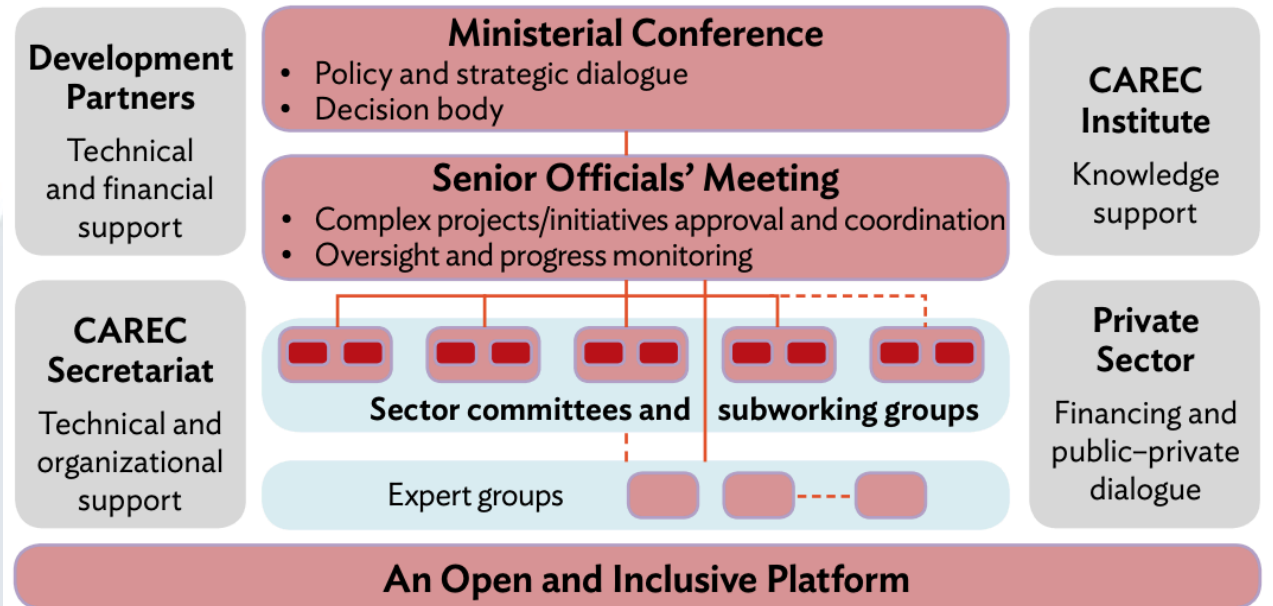 Development
Partners
Technical
and financial
support
Ministerial Conference
• Policy and strategic dialogue
• Decision body
CAREC
Institute
Knowledge
support
Senior Officials’ Meeting
• Complex projects/initiatives approval and coordination
• Oversight and progress monitoring
CAREC
Secretariat
Technical and
organizational
support
Sector committees and subworking groups
Expert groups
Private
Sector
Financing and
public–private
dialogue
An Open and Inclusive Platform